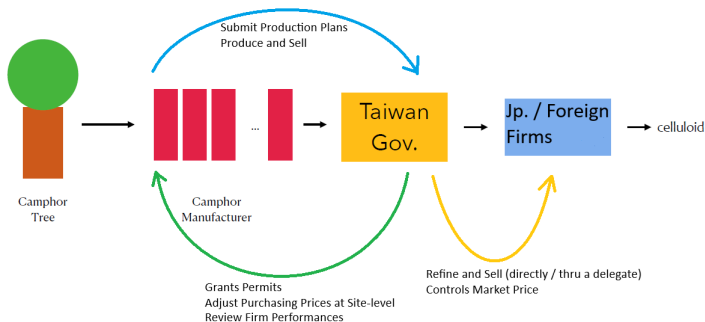 Submit Production Plans
Produce and Sell
Taiwan
Gov.
Jp. / Foreign
Firms
...
celluloid
Camphor
Tree
Camphor
Manufacturer
Grants Permits
Adjust Purchasing Prices at Site-level
Review Firm Performances
Refine and Sell (directly / thru a delegate)
Controls Market Price